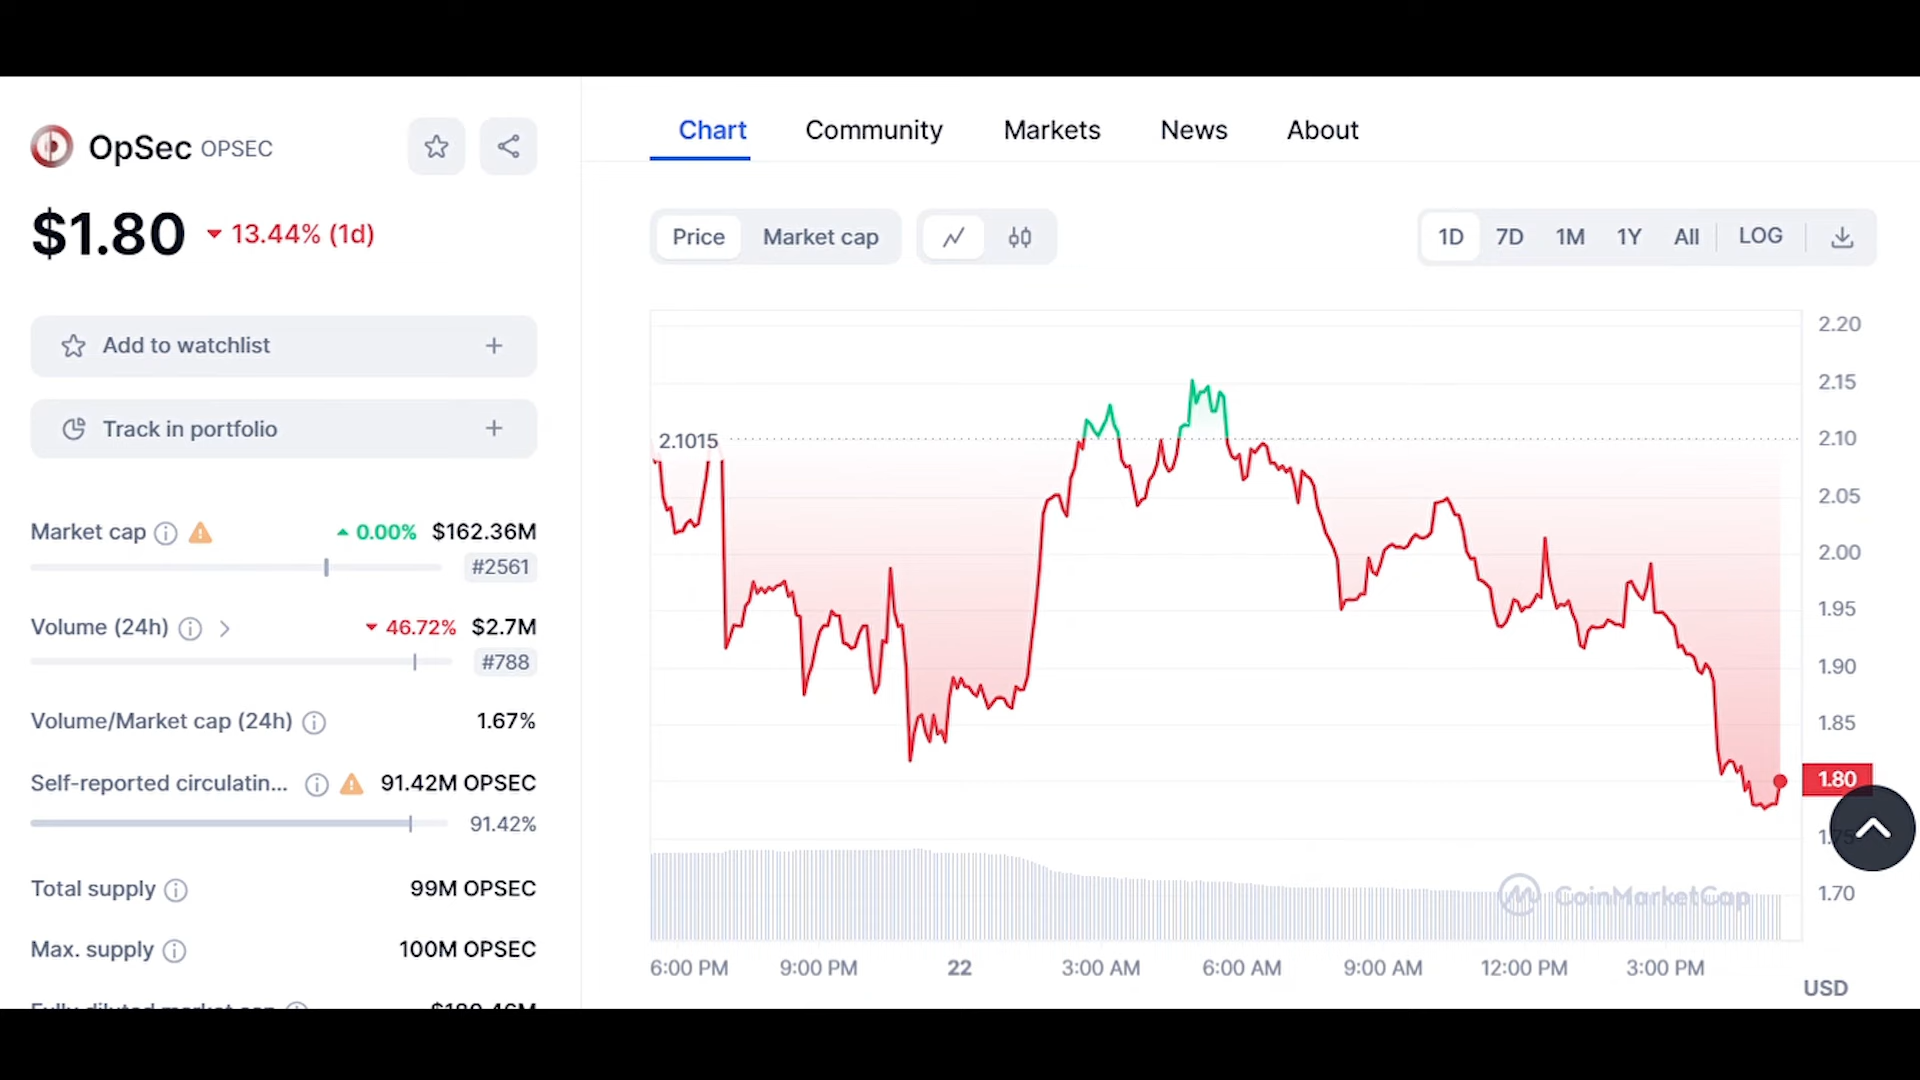 OpSec OPSEC
$1.80 13.44% (1d)
Add to watchlist
Track in portfolio
Market cap 0.00% $162.36M
#2561
Volume (24h) 46.72% $2.7M
#788
Volume/Market cap (24h) 1.67%
Self-reported circulatin... 91.42M OPSEC
91.42%
Total supply 99M OPSEC
Max. supply 100M OPSEC
Chart Community Markets News About
Price Market cap
1D 7D 1M 1Y All LOG
2.1015
2.20
2.15
2.10
2.05
2.00
1.95
1.90
1.85
1.80
1.70
CoinMarketCap
6:00 PM 9:00 PM 22 3:00 AM 6:00 AM 9:00 AM 12:00 PM 3:00 PM
USD